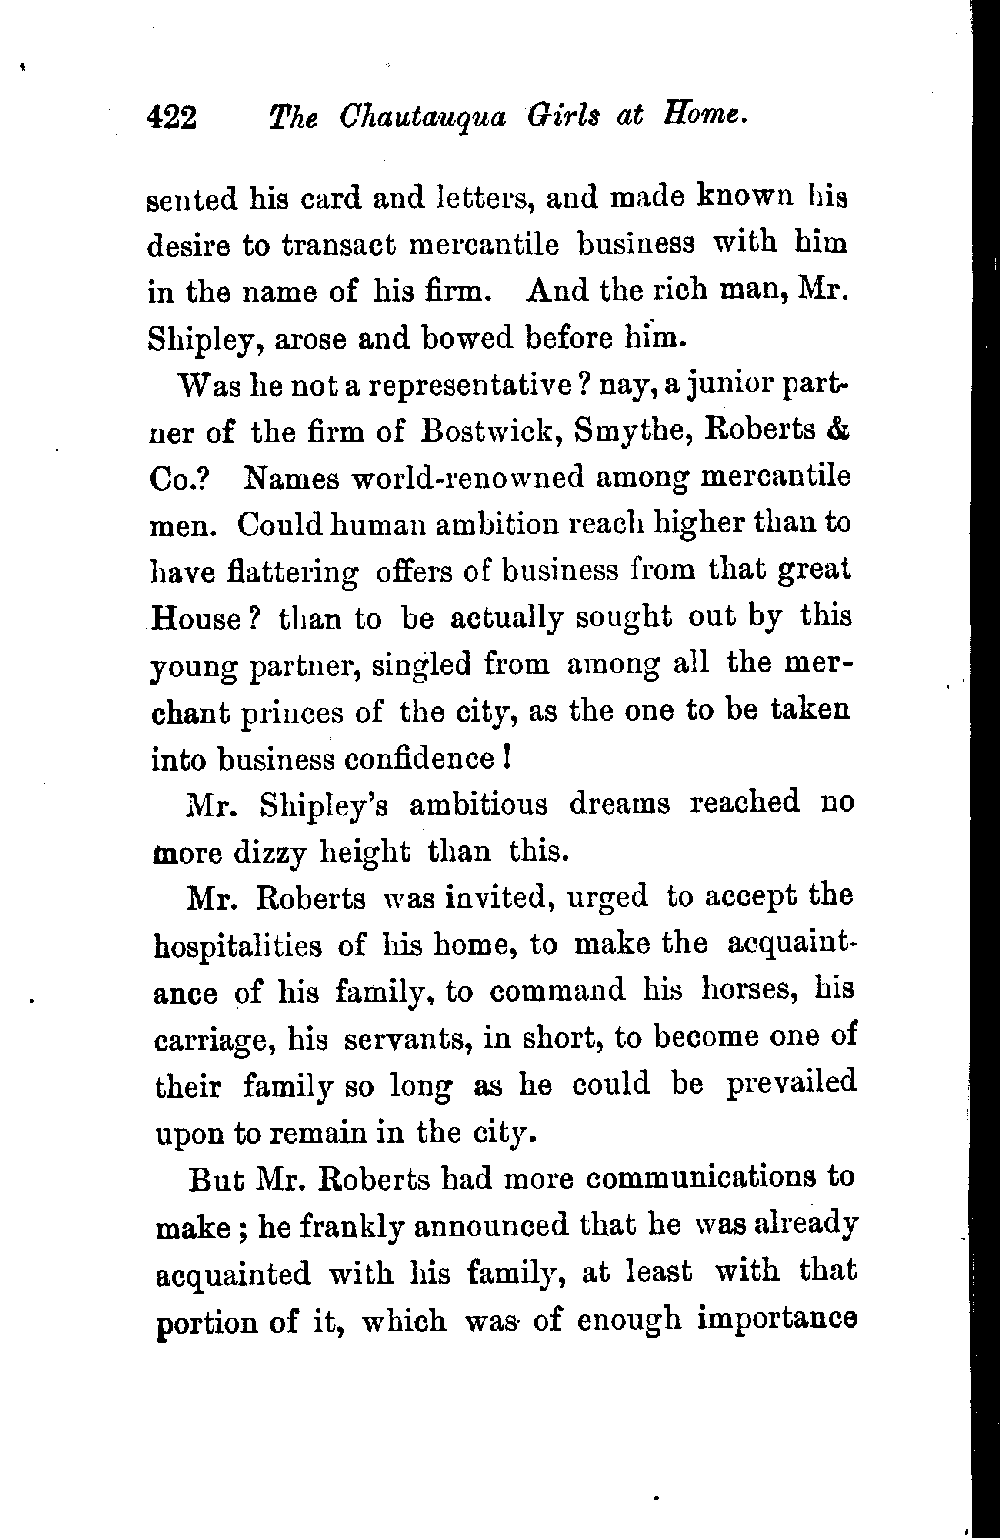 422 The Chautauqua Girls at Home.
sented his card and letters, and made known his
desire to transact mercantile business with him
in the name of his firm. And the rich man, Mr.
Shipley, arose and bowed before him.
Was he not a representative? nay, a junior part-
ner of the firm of Bostwick, Smythe, Roberts &
Co.? Names world-renowned among mercantile
men. Could human ambition reach higher than to
have flattering offers of business from that great
House? than to be actually sought out by this
young partner, singled from among all the mer-
chant princes of the city, as the one to be taken
into business confidence!
Mr. Shipley's ambitious dreams reached no
more dizzy height than this.
Mr. Roberts was invited, urged to accept the
hospitalities of his home, to make the acquaint-
ance of his family, to command his horses, his
carriage, his servants, in short, to become one of
their family so long as he could be prevailed
upon to remain in the city.
But Mr. Roberts had more communications to
make; he frankly announced that he was already
acquainted with his family, at least with that
portion of it, which was of enough importance